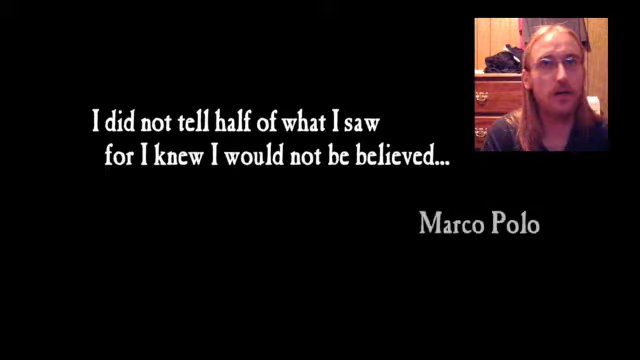 I did not tell half of what I saw
for I knew I would not be believed...
Marco Polo